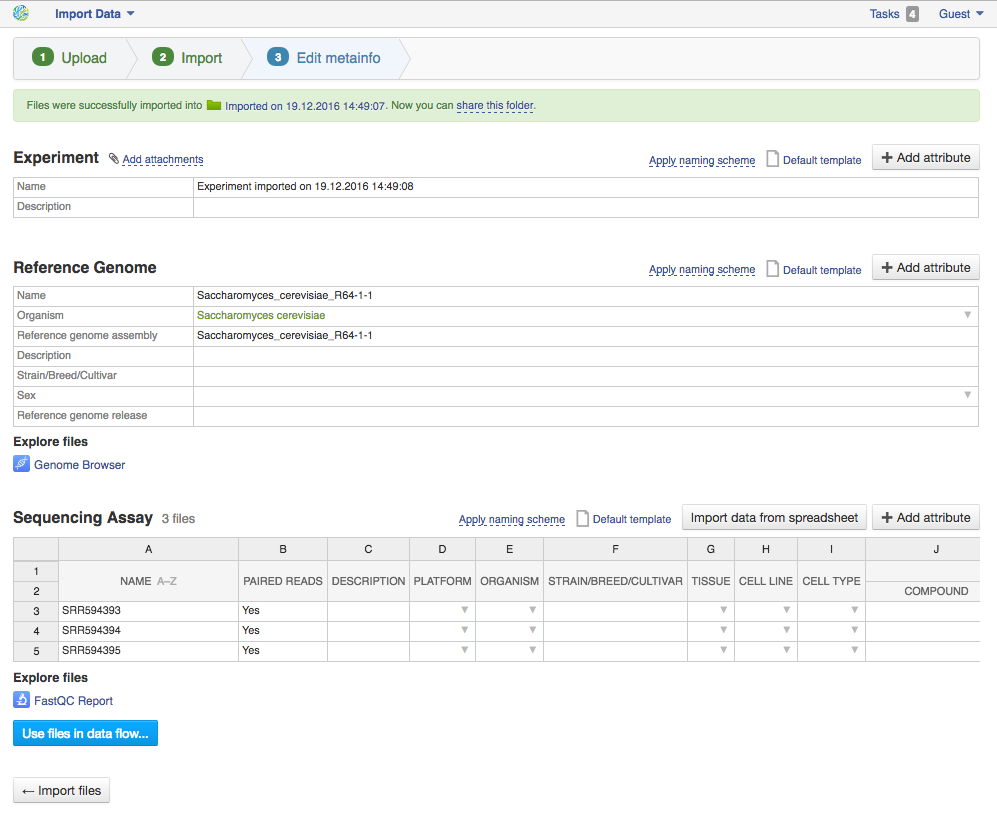 Import Data Tasks 4 Guest
1 Upload 2 Import 3 Edit metainfo
Files were successfully imported into Imported on 19.12.2016 14:49:07. Now you can share this folder.
Experiment Add attachments Apply naming scheme Default template + Add attribute
Name Experiment imported on 19.12.2016 14:49:08
Description
Reference Genome Apply naming scheme Default template + Add attribute
Name Saccharomyces_cerevisiae_R64-1-1
Organism Saccharomyces cerevisiae
Reference genome assembly Saccharomyces_cerevisiae_R64-1-1
Description
Strain/Breed/Cultivar
Sex
Reference genome release
Explore files
Genome Browser
Sequencing Assay 3 files Apply naming scheme Default template Import data from spreadsheet + Add attribute
A B C D E F G H I J
1
NAME A–Z PAIRED READS DESCRIPTION PLATFORM ORGANISM STRAIN/BREED/CULTIVAR TISSUE CELL LINE CELL TYPE
2 COMPOUND
3 SRR594393 Yes
4 SRR594394 Yes
5 SRR594395 Yes
Explore files
FastQC Report
Use files in data flow...
← Import files